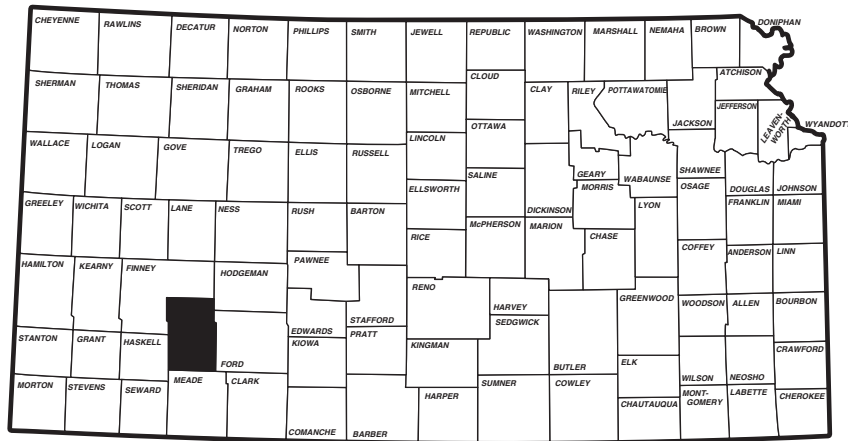 CHEYENNE
RAWLINS
DECATUR
NORTON
PHILLIPS
SMITH
JEWELL
REPUBLIC
WASHINGTON
MARSHALL
NEMAHA
BROWN
DONIPHAN
SHERMAN
THOMAS
SHERIDAN
GRAHAM
ROOKS
OSBORNE
MITCHELL
CLOUD
CLAY
RILEY
POTTAWATOMIE
JACKSON
ATCHISON
JEFFERSON
LEAVEN-
WORTH
WYANDOTT
WALLACE
LOGAN
GOVE
TREGO
ELLIS
RUSSELL
LINCOLN
OTTAWA
SALINE
ELLSWORTH
DICKINSON
GEARY
MORRIS
WABAUNSE
SHAWNEE
OSAGE
DOUGLAS
JOHNSON
GREELEY
WICHITA
SCOTT
LANE
NESS
RUSH
BARTON
RICE
McPHERSON
MARION
CHASE
LYON
COFFEY
FRANKLIN
MIAMI
ANDERSON
LINN
HAMILTON
KEARNY
FINNEY
HODGEMAN
PAWNEE
STAFFORD
EDWARDS
RENO
HARVEY
SEDGWICK
BUTLER
GREENWOOD
WOODSON
ALLEN
BOURBON
STANTON
GRANT
HASKELL
FORD
KIOWA
PRATT
KINGMAN
ELK
WILSON
NEOSHO
CRAWFORD
MORTON
STEVENS
SEWARD
MEADE
CLARK
COMANCHE
BARBER
HARPER
SUMNER
COWLEY
CHAUTAUQUA
MONT-
GOMERY
LABETTE
CHEROKEE